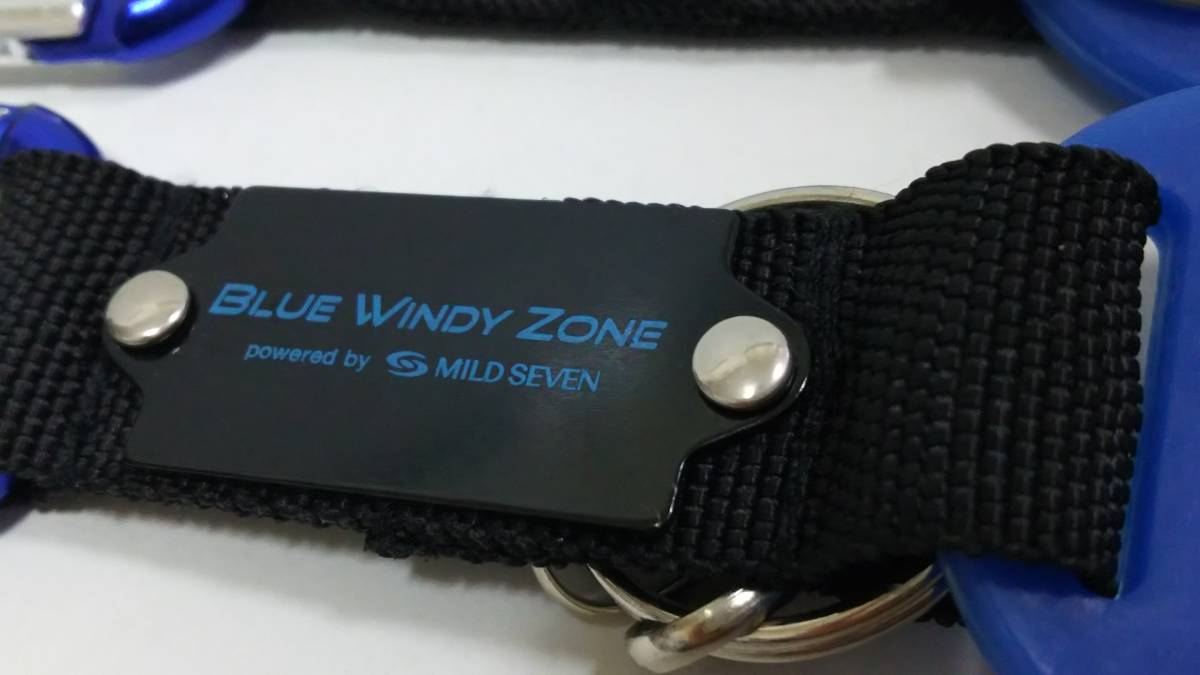 BLUE WINDY ZONE
powered by MILD SEVEN